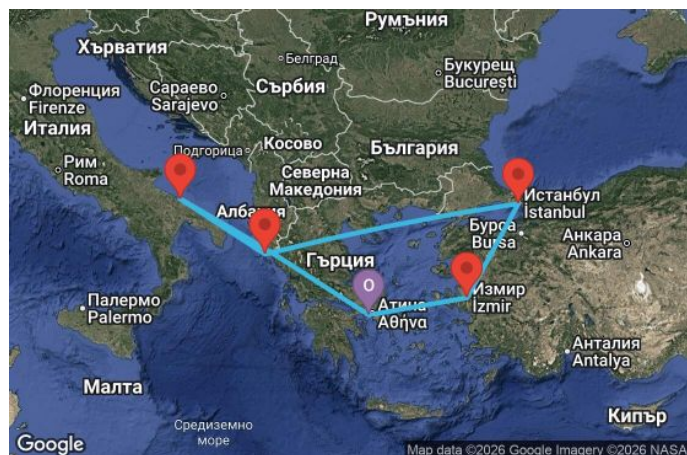 Румъния
Хърватия
Белград
Букурещ
București
Флоренция
Firenze
Сараево
Sarajevo
Сърбия
Италия
Подгорица
Косово
България
Рим
Roma
Северна
Македония
Албания
Истанбул
İstanbul
Бурса
Bursa
Анкара
Ankara
Гърция
О
Измир
İzmir
Атина
Αθήνα
Палермо
Palermo
Анталия
Antalya
Малта
Кипър
Средиземно
море
Google
Map data ©2026 Google Imagery ©2026 NASA